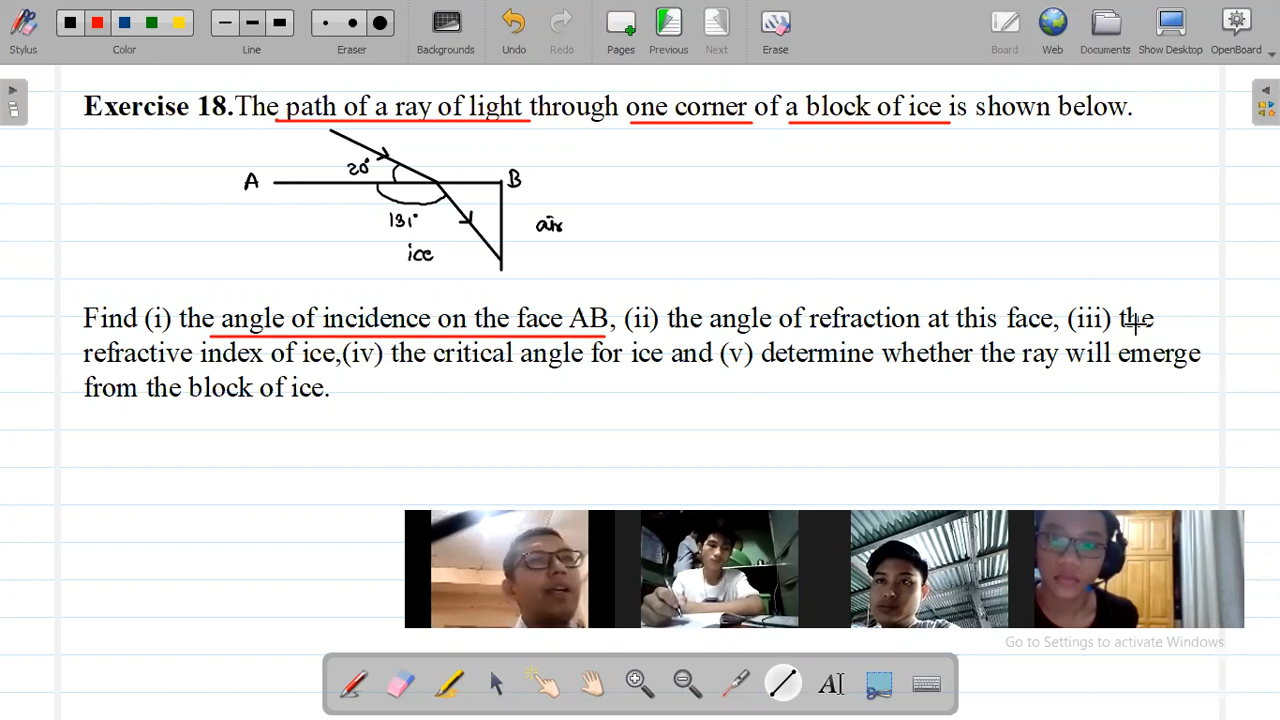 Stylus Color Line Eraser Backgrounds Undo Redo Pages Previous Next Erase Board Web Documents Show Desktop OpenBoard
Exercise 18.The path of a ray of light through one corner of a block of ice is shown below.
20°
A B
131°
air
ice
Find (i) the angle of incidence on the face AB, (ii) the angle of refraction at this face, (iii) the
refractive index of ice,(iv) the critical angle for ice and (v) determine whether the ray will emerge
from the block of ice.
Go to Settings to activate Windows.
AI